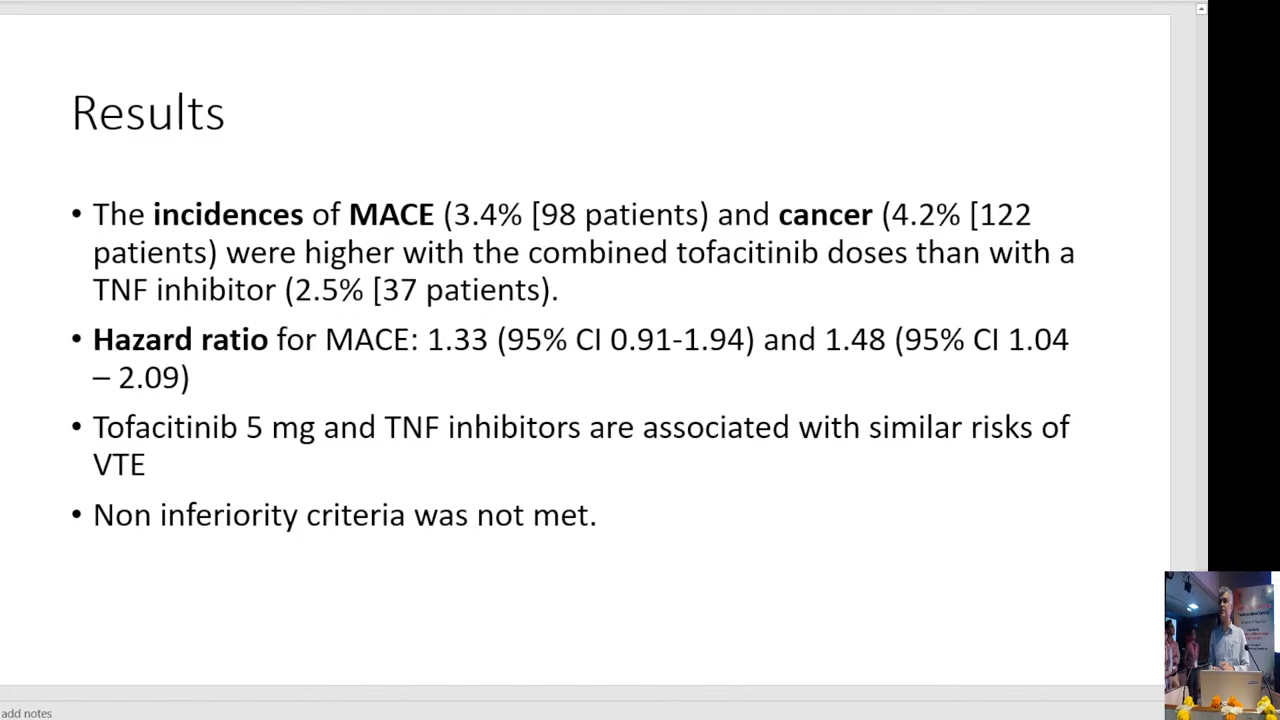 Results
• The incidences of MACE (3.4% [98 patients) and cancer (4.2% [122
patients) were higher with the combined tofacitinib doses than with a
TNF inhibitor (2.5% [37 patients).
• Hazard ratio for MACE: 1.33 (95% CI 0.91-1.94) and 1.48 (95% CI 1.04
– 2.09)
• Tofacitinib 5 mg and TNF inhibitors are associated with similar risks of
VTE
• Non inferiority criteria was not met.
add notes